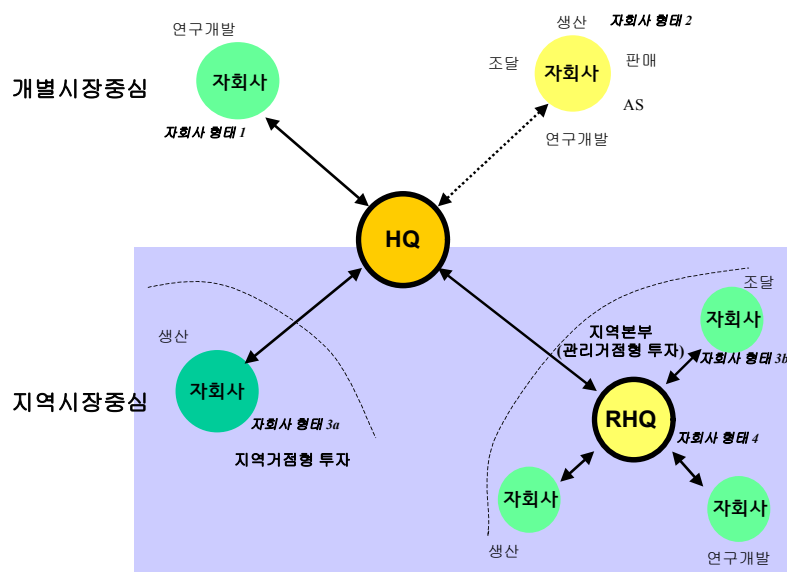 연구개발
자회사
자회사 형태 1
생산
자회사 형태 2
조달
자회사
판매
AS
연구개발
개별시장중심
HQ
지역시장중심
생산
자회사
자회사 형태 3a
지역거점형 투자
지역본부
(관리거점형 투자)
조달
자회사
자회사 형태 3b
RHQ
자회사 형태 4
자회사
생산
자회사
연구개발